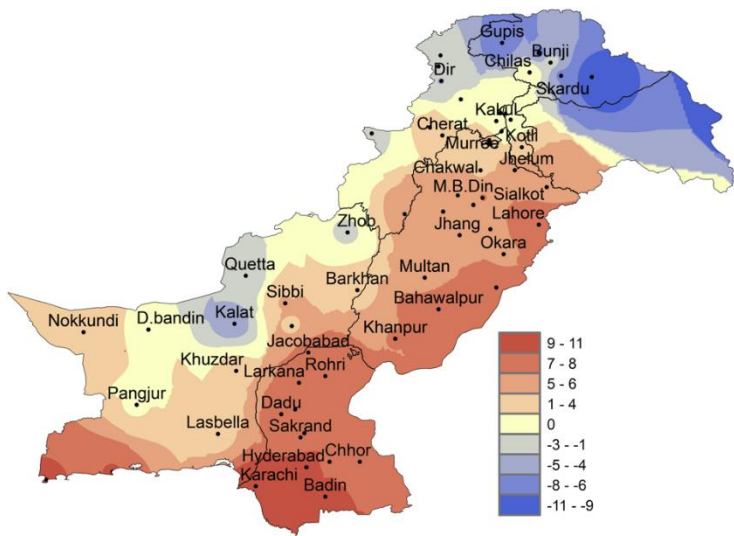 Gupis
Bunji
Chilas
Dir
Skardu
Kakul
Cherat
Kotli
Murree
Jhelum
Chakwal
M.B.Din
Sialkot
Lahore
Zhob
Jhang
Okara
Quetta
Multan
Barkhan
Sibbi
Bahawalpur
Nokkundi
D.bandin
Kalat
Khanpur
Jacobabad
Khuzdar
Rohri
Larkana
Pangjur
Dadu
Lasbella
Sakrand
Hyderabad
Chhor
Karachi
Badin
9 - 11
7 - 8
5 - 6
1 - 4
0
-3 - -1
-5 - -4
-8 - -6
-11 - -9